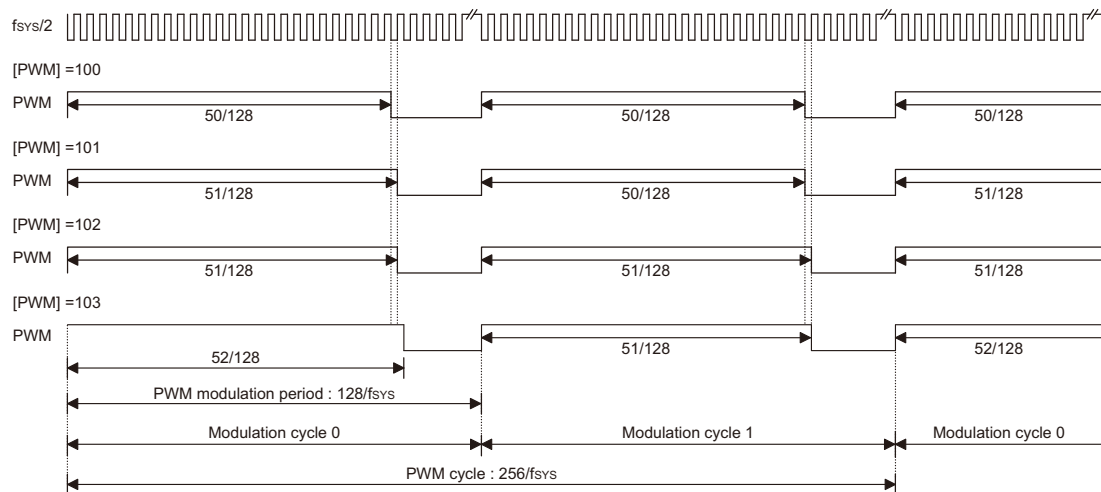 fSYS/2
[PWM] =100
PWM
50/128 50/128 50/128
[PWM] =101
PWM
51/128 50/128 51/128
[PWM] =102
PWM
51/128 51/128 51/128
[PWM] =103
PWM
52/128 51/128 52/128
PWM modulation period : 128/fSYS
Modulation cycle 0 Modulation cycle 1 Modulation cycle 0
PWM cycle : 256/fSYS